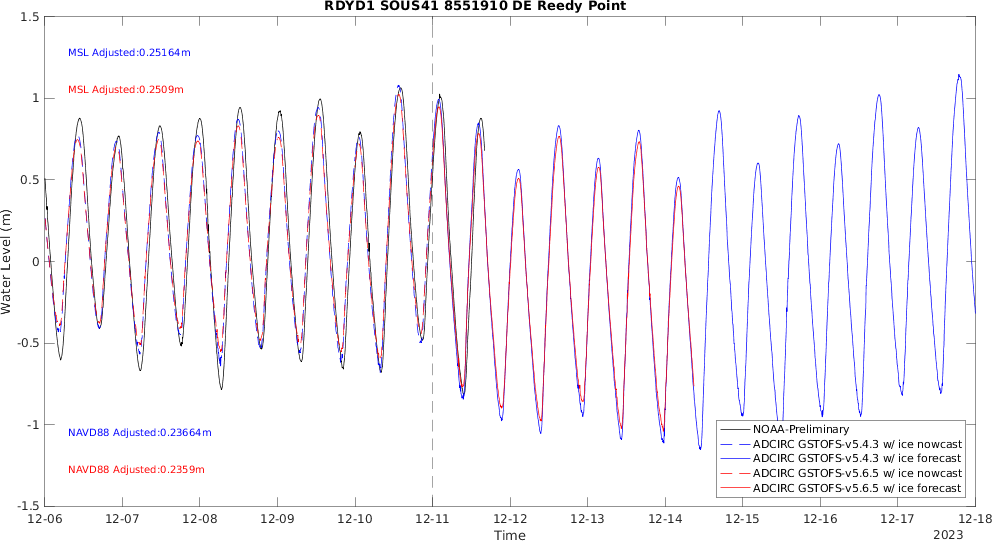 RDYD1 SOUS41 8551910 DE Reedy Point
1.5
1
0.5
0
-0.5
-1
-1.5
Water Level (m)
MSL Adjusted:0.25164m
MSL Adjusted:0.2509m
NAVD88 Adjusted:0.23664m
NAVD88 Adjusted:0.2359m
NOAA-Preliminary
ADCIRC GSTOFS-v5.4.3 w/ ice nowcast
ADCIRC GSTOFS-v5.4.3 w/ ice forecast
ADCIRC GSTOFS-v5.6.5 w/ ice nowcast
ADCIRC GSTOFS-v5.6.5 w/ ice forecast
12-06 12-07 12-08 12-09 12-10 12-11 12-12 12-13 12-14 12-15 12-16 12-17 12-18
Time
2023